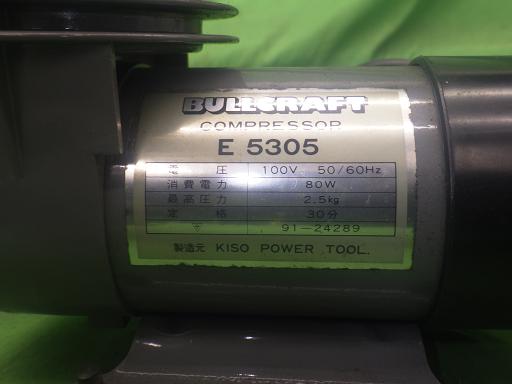 BULLCRAFT
COMPRESSOR
E 5305
電 圧 100V 50/60Hz
消費電力 80W
最高圧力 2.5kg
定 格 30分
〒 91-24289
製造元 KISO POWER TOOL.